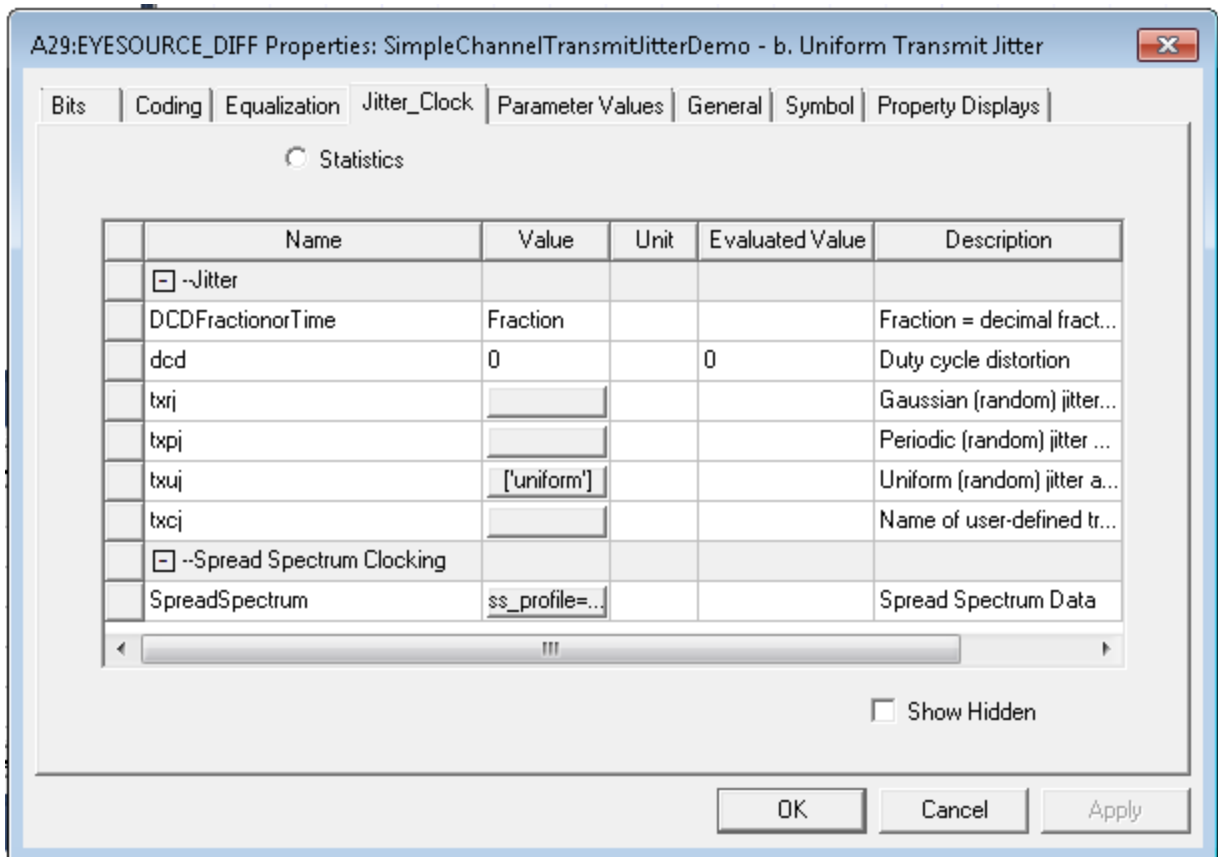 A29:EYESOURCE_DIFF Properties: SimpleChannelTransmitJitterDemo - b. Uniform Transmit Jitter
Bits Coding Equalization Jitter_Clock Parameter Values General Symbol Property Displays
Statistics
Name Value Unit Evaluated Value Description
--Jitter
DCDFractionorTime Fraction Fraction = decimal fract...
dcd 0 0 Duty cycle distortion
txrj Gaussian (random) jitter...
txpj Periodic (random) jitter ...
txuj ['uniform'] Uniform (random) jitter a...
txcj Name of user-defined tr...
--Spread Spectrum Clocking
SpreadSpectrum ss_profile=... Spread Spectrum Data
Show Hidden
OK Cancel Apply